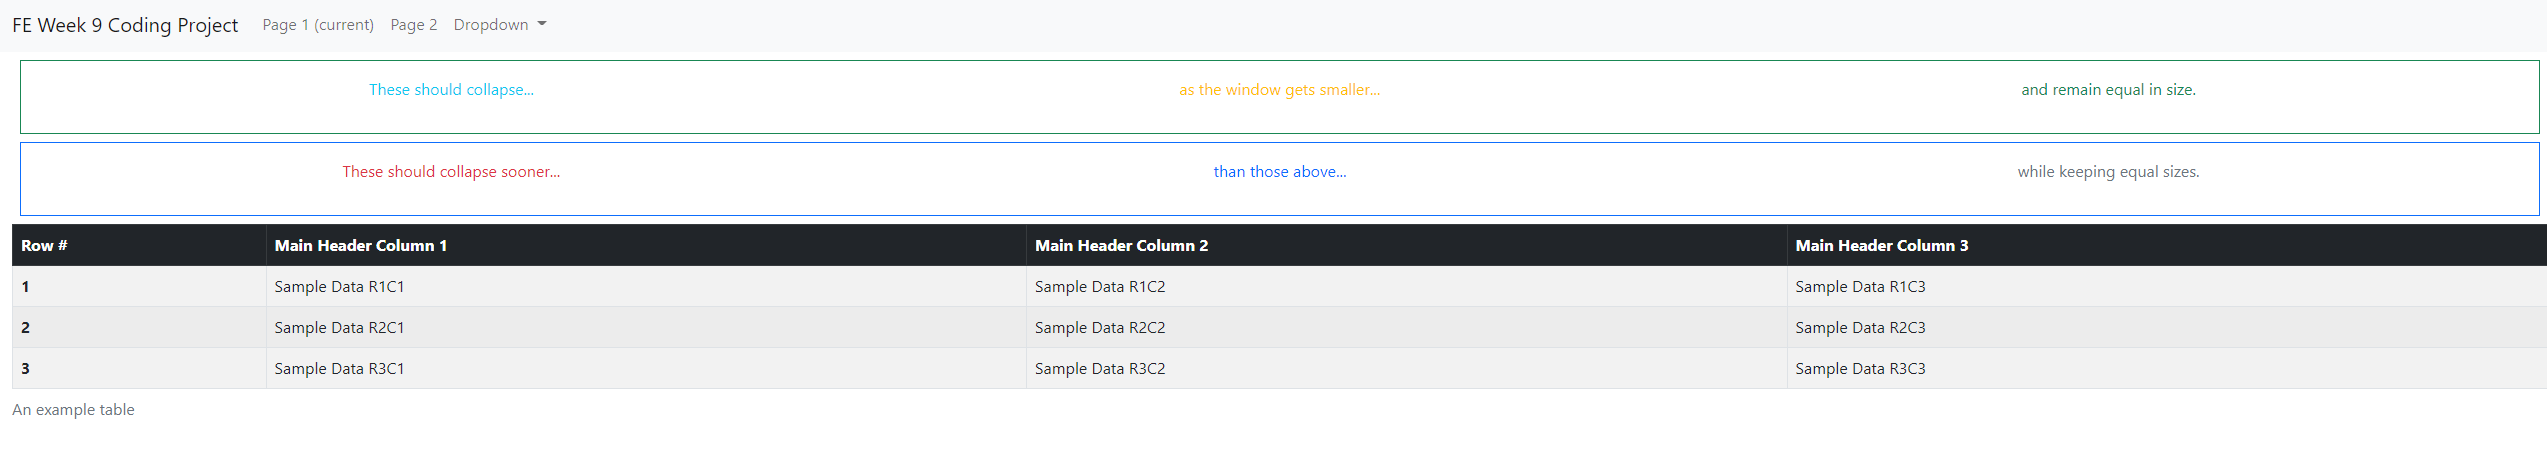 FE Week 9 Coding Project Page 1 (current) Page 2 Dropdown
These should collapse... as the window gets smaller... and remain equal in size.
These should collapse sooner... than those above... while keeping equal sizes.
Row # Main Header Column 1 Main Header Column 2 Main Header Column 3
1 Sample Data R1C1 Sample Data R1C2 Sample Data R1C3
2 Sample Data R2C1 Sample Data R2C2 Sample Data R2C3
3 Sample Data R3C1 Sample Data R3C2 Sample Data R3C3
An example table